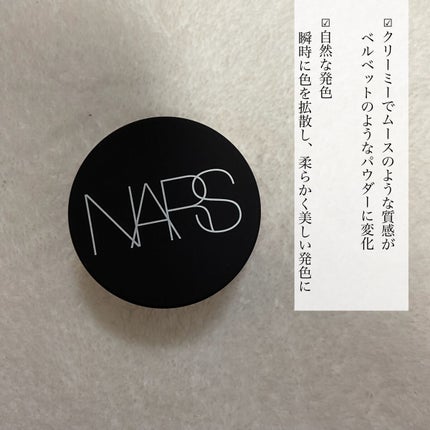 ☑クリーミーでムースのような質感が
ベルベットのようなパウダーに変化
☑自然な発色
瞬時に色を拡散し、柔らかく美しい発色に
NARS